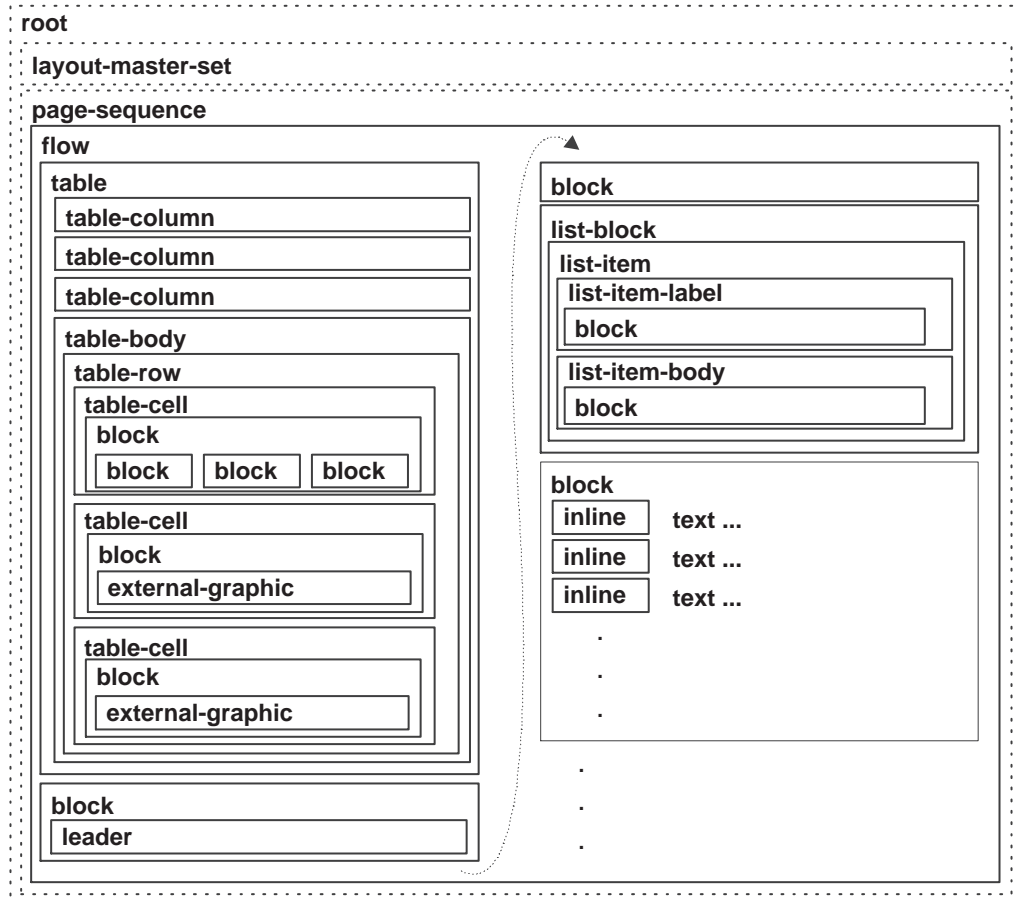 root
layout-master-set
page-sequence
flow
table
table-column
table-column
table-column
table-body
table-row
table-cell
block
block block block
table-cell
block
external-graphic
table-cell
block
external-graphic
block
leader
block
list-block
list-item
list-item-label
block
list-item-body
block
block
inline text ...
inline text ...
inline text ...
.
.
.
.
.
.